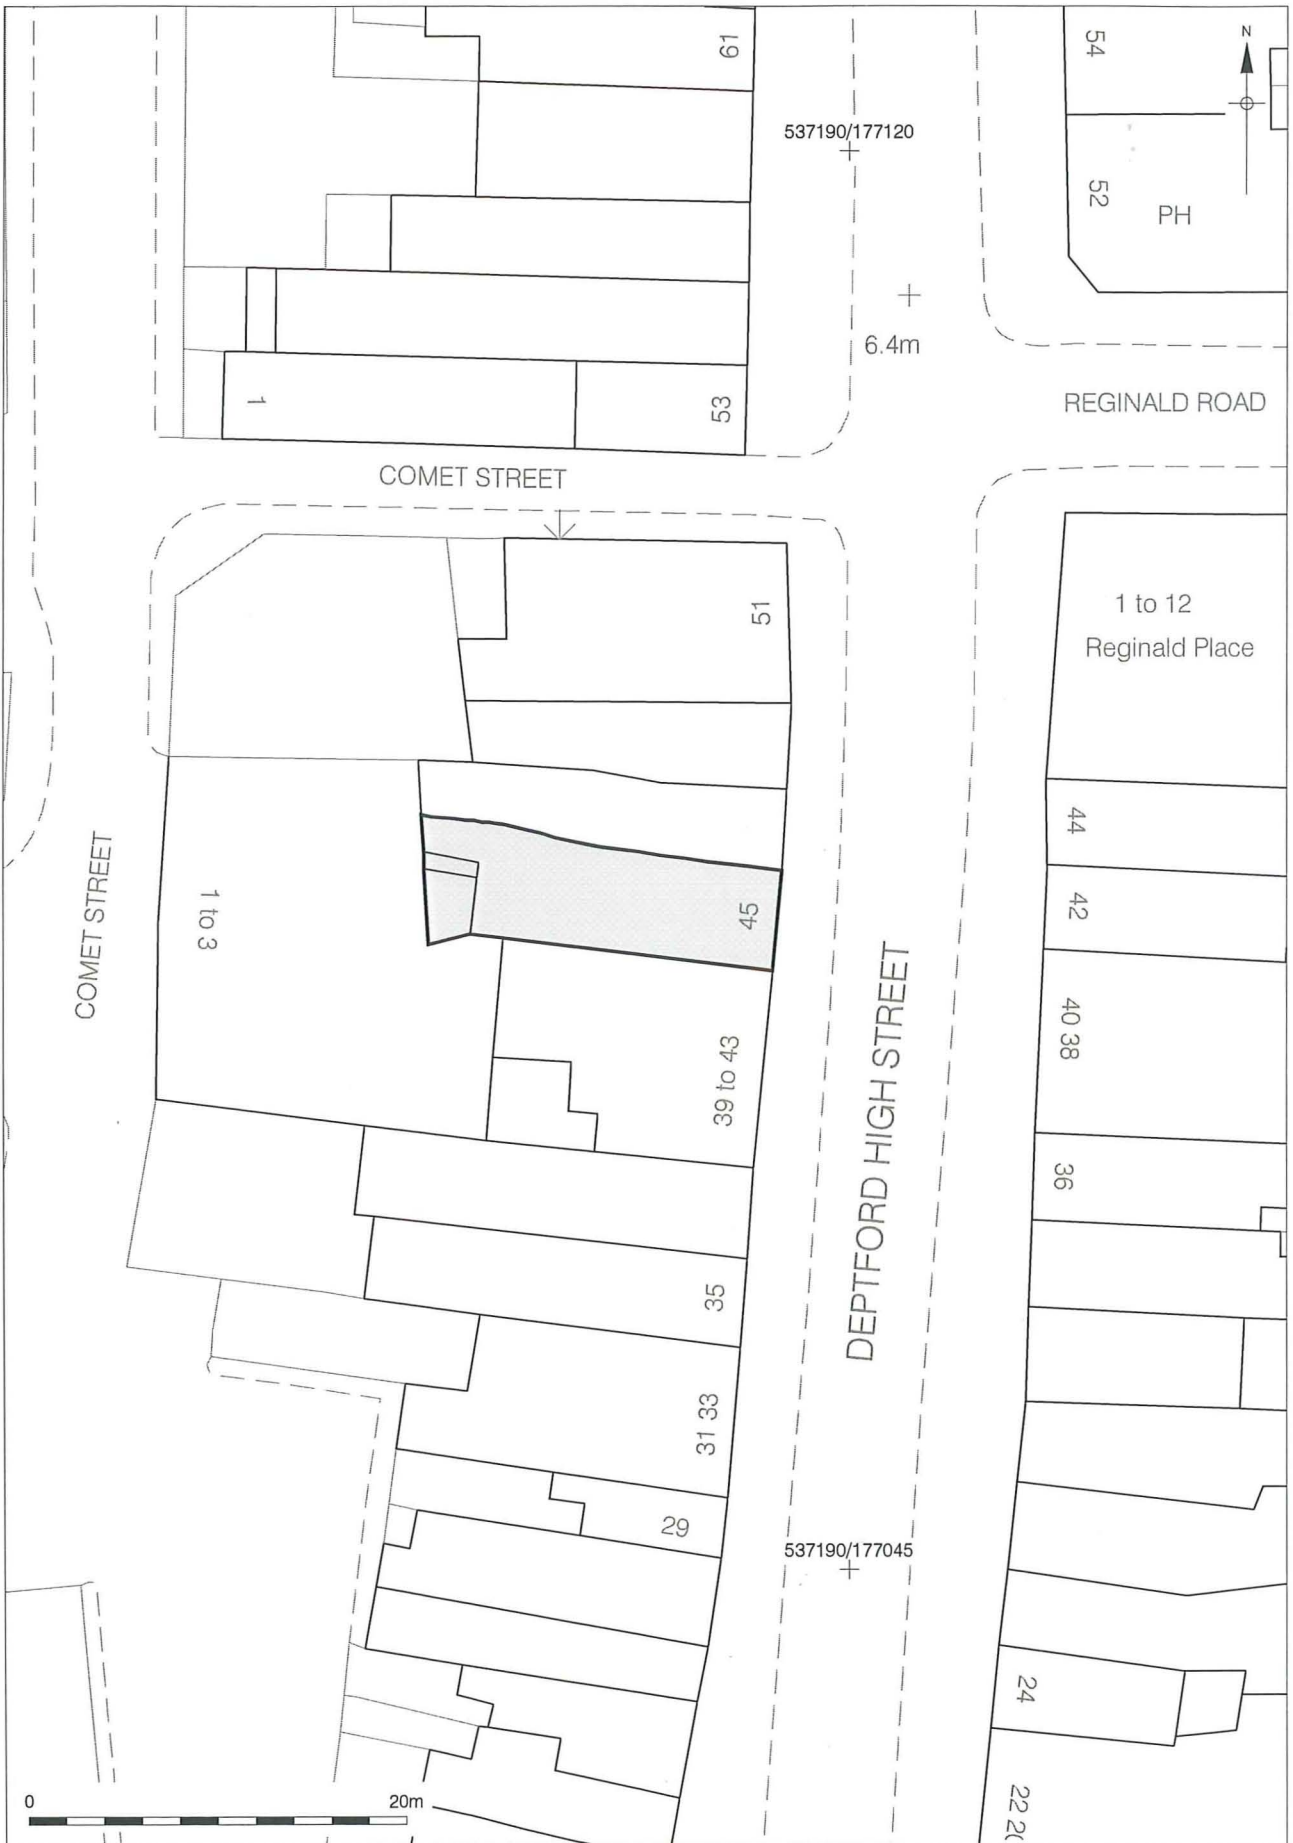 61
54
N
537190/177120
52
PH
6.4m
1
53
REGINALD ROAD
COMET STREET
51
1 to 12
Reginald Place
44
45
42
COMET STREET
1 to 3
DEPTFORD HIGH STREET
39 to 43
40 38
36
35
31 33
29
537190/177045
24
22
0
20m